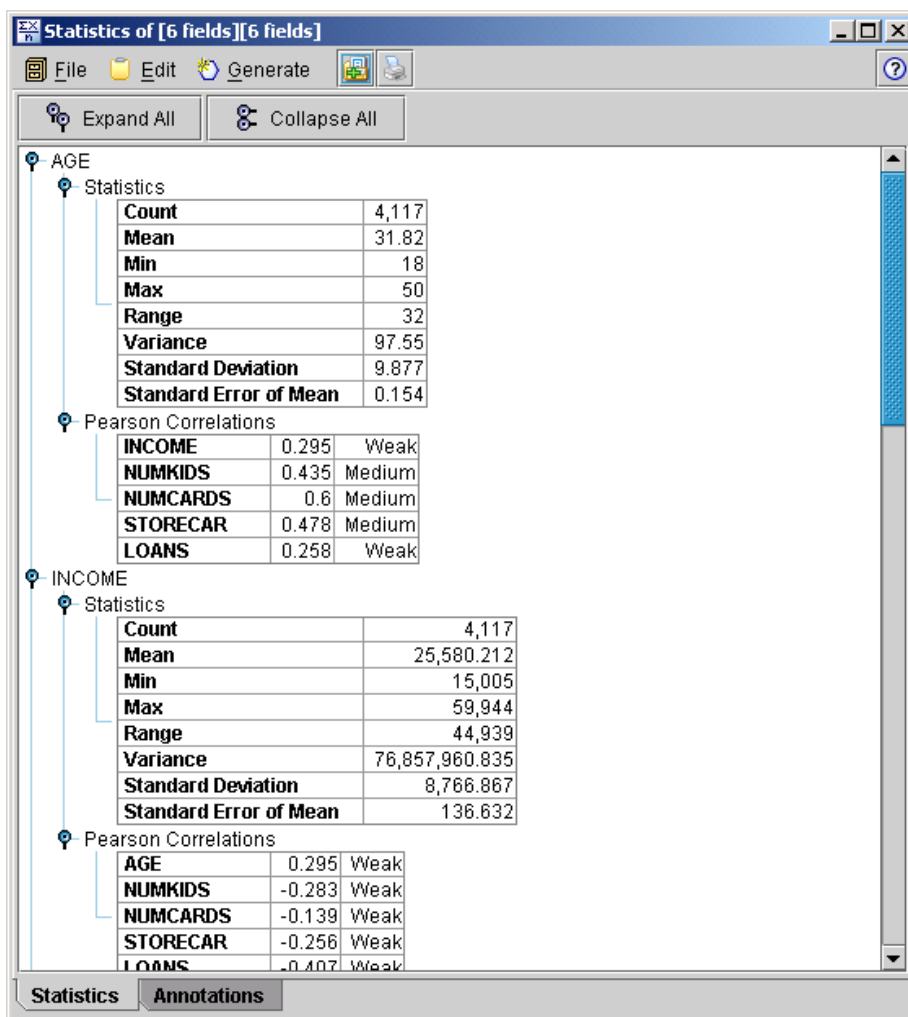 Statistics of [6 fields][6 fields]
File Edit Generate
Expand All Collapse All
AGE
Statistics
Count 4,117
Mean 31.82
Min 18
Max 50
Range 32
Variance 97.55
Standard Deviation 9.877
Standard Error of Mean 0.154
Pearson Correlations
INCOME 0.295 Weak
NUMKIDS 0.435 Medium
NUMCARDS 0.6 Medium
STORECAR 0.478 Medium
LOANS 0.258 Weak
INCOME
Statistics
Count 4,117
Mean 25,580.212
Min 15,005
Max 59,944
Range 44,939
Variance 76,857,960.835
Standard Deviation 8,766.867
Standard Error of Mean 136.632
Pearson Correlations
AGE 0.295 Weak
NUMKIDS -0.283 Weak
NUMCARDS -0.139 Weak
STORECAR -0.256 Weak
LOANS -0.407 Weak
Statistics Annotations